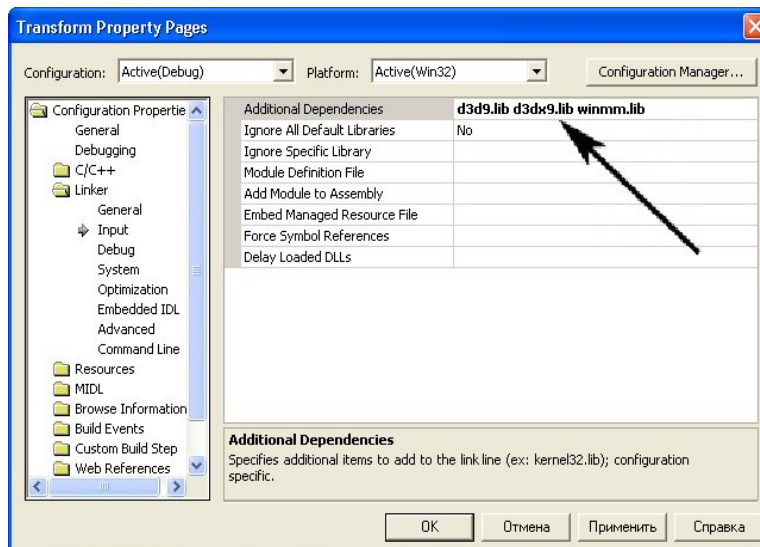 Transform Property Pages
Configuration: Active(Debug) Platform: Active(Win32) Configuration Manager...
Configuration Propertie
General
Debugging
C/C++
Linker
General
Input
Debug
System
Optimization
Embedded IDL
Advanced
Command Line
Resources
MIDL
Browse Information
Build Events
Custom Build Step
Web References
Additional Dependencies d3d9.lib d3dx9.lib winmm.lib
Ignore All Default Libraries No
Ignore Specific Library
Module Definition File
Add Module to Assembly
Embed Managed Resource File
Force Symbol References
Delay Loaded DLLs
Additional Dependencies
Specifies additional items to add to the link line (ex: kernel32.lib); configuration
specific.
OK Отмена Применить Справка